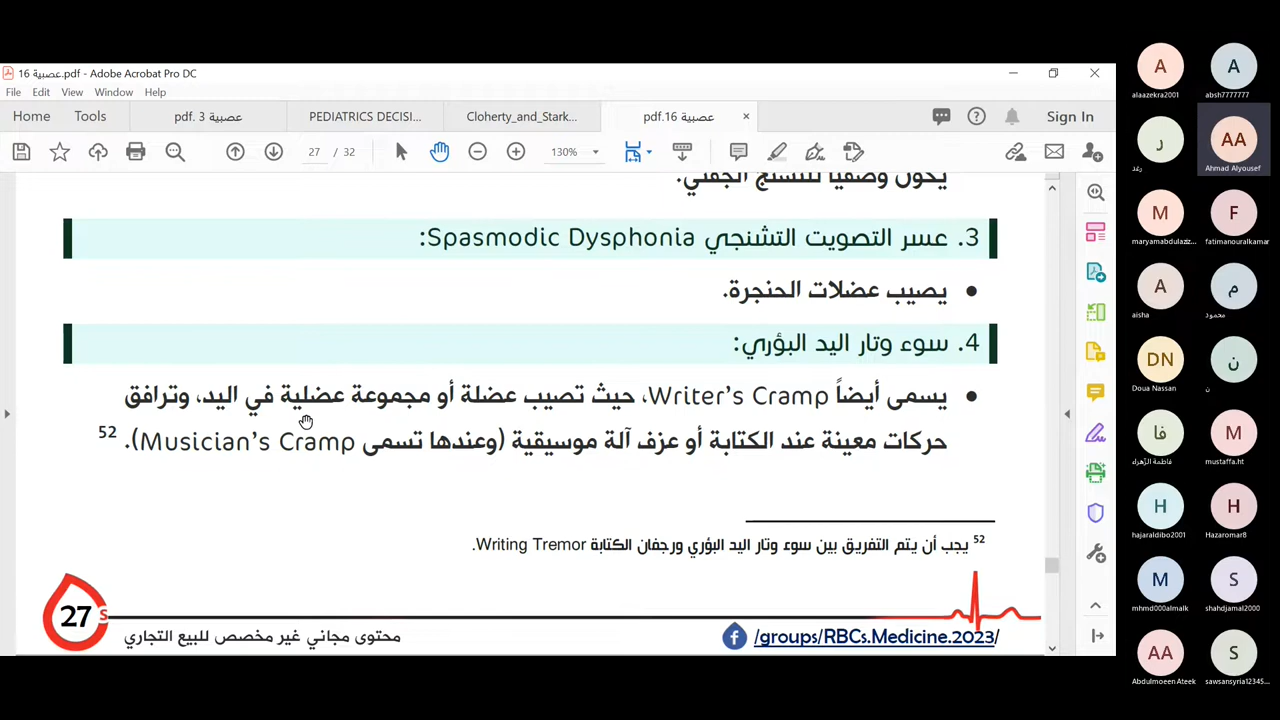 عصبية 16.pdf - Adobe Acrobat Pro DC
File Edit View Window Help
Home Tools
عصبية 3 .pdf
PEDIATRICS DECISI...
Cloherty_and_Stark...
عصبية 16.pdf
Sign In
27 / 32
130%
3. عسر التصويت التشنجي Spasmodic Dysphonia:
يصيب عضلات الحنجرة.
4. سوء وتار اليد البؤري:
يسمى أيضاً Writer's Cramp، حيث تصيب عضلة أو مجموعة عضلية في اليد، وترافق
حركات معينة عند الكتابة أو عزف آلة موسيقية (وعندها تسمى Musician's Cramp). 52
52 يجب أن يتم التفريق بين سوء وتار اليد البؤري ورجفان الكتابة Writing Tremor.
27
محتوى مجاني غير مخصص للبيع التجاري
/groups/RBCs.Medicine.2023/
A A
alaazekra2001 absh7777777
ر AA
رغد Ahmad Alyousef
M F
maryamabdulaziz... fatimanouralkamar
A م
aisha محمود
DN ن
Doua Nassan ن
فا M
فاطمة الزهراء mustaffa.ht
H H
hajaraldibo2001 Hazaromar8
M S
mhmd000almalk shahdjamal2000
AA S
Abdulmoeen Ateek sawsansyria12345...